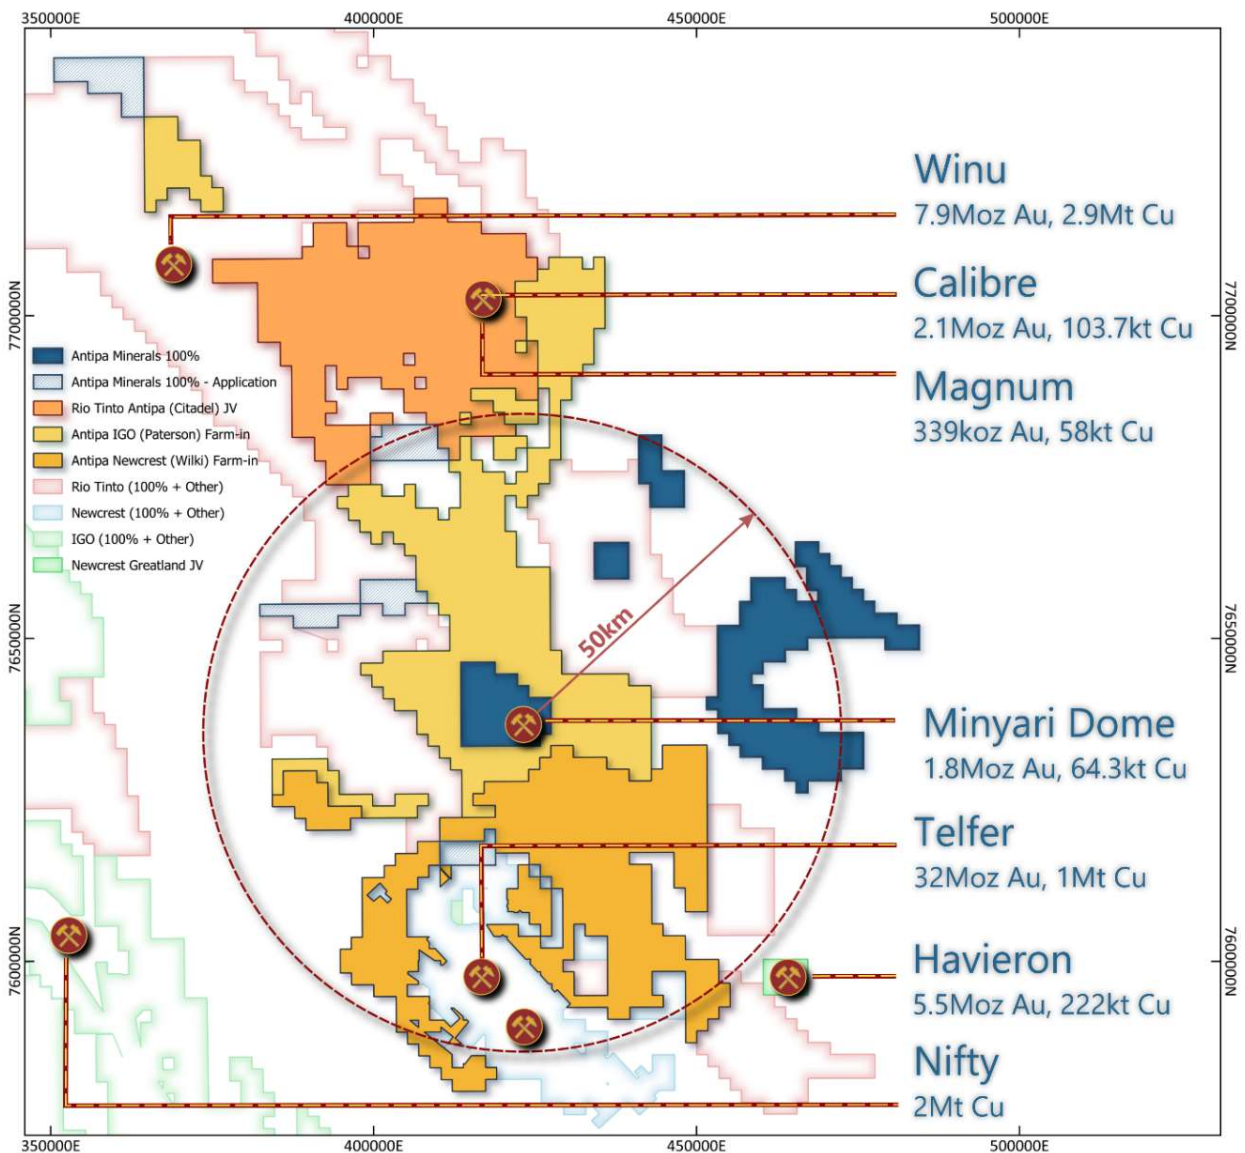 350000E 400000E 450000E 500000E
Winu
7.9Moz Au, 2.9Mt Cu
Calibre
2.1Moz Au, 103.7kt Cu
7700000N
7700000N
Antipa Minerals 100%
Antipa Minerals 100% - Application
Rio Tinto Antipa (Citadel) JV
Antipa IGO (Paterson) Farm-in
Antipa Newcrest (Wilki) Farm-in
Rio Tinto (100% + Other)
Newcrest (100% + Other)
IGO (100% + Other)
Newcrest Greatland JV
Magnum
339koz Au, 58kt Cu
50km
7650000N
7650000N
Minyari Dome
1.8Moz Au, 64.3kt Cu
Telfer
32Moz Au, 1Mt Cu
7600000N
7600000N
Havieron
5.5Moz Au, 222kt Cu
Nifty
2Mt Cu
350000E 400000E 450000E 500000E